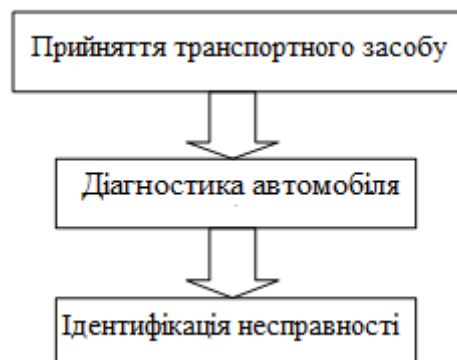 Прийняття транспортного засобу
Діагностика автомобіля
Ідентифікація несправності